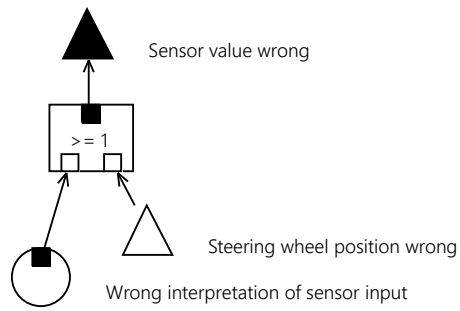 Sensor value wrong
>= 1
Steering wheel position wrong
Wrong interpretation of sensor input